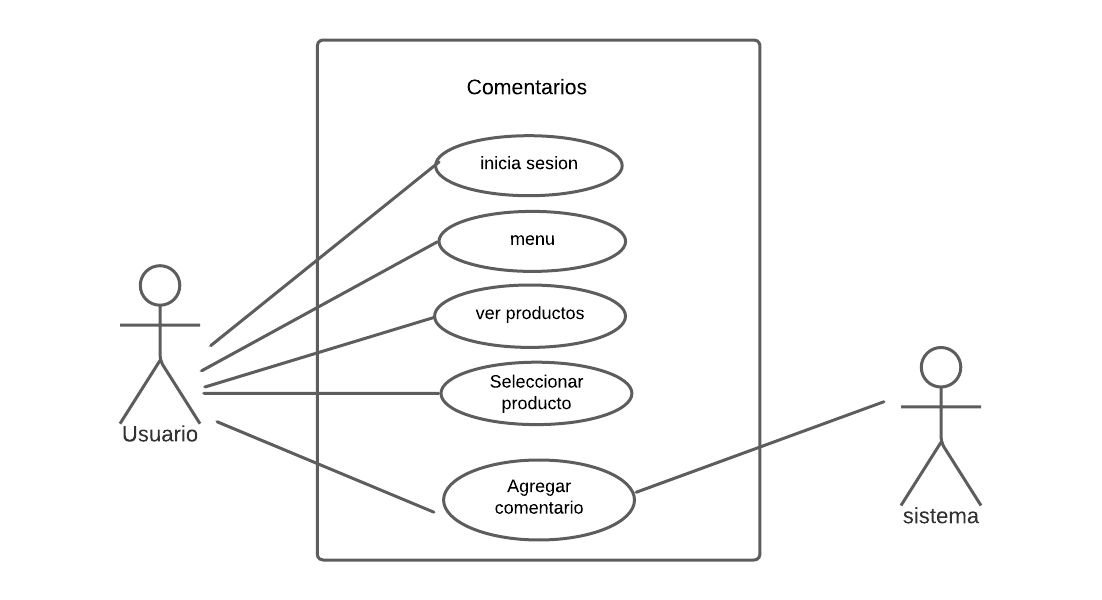 Comentarios
inicia sesion
menu
ver productos
Seleccionar
producto
Usuario
Agregar
comentario
sistema